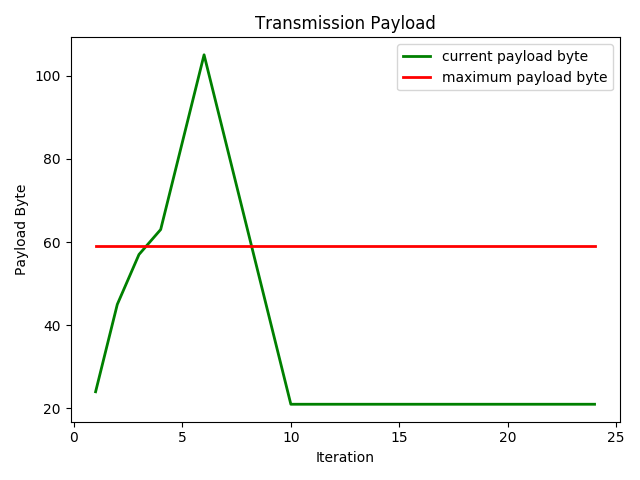 Transmission Payload
current payload byte
maximum payload byte
100
80
60
40
20
Payload Byte
0
5
10
15
20
25
Iteration